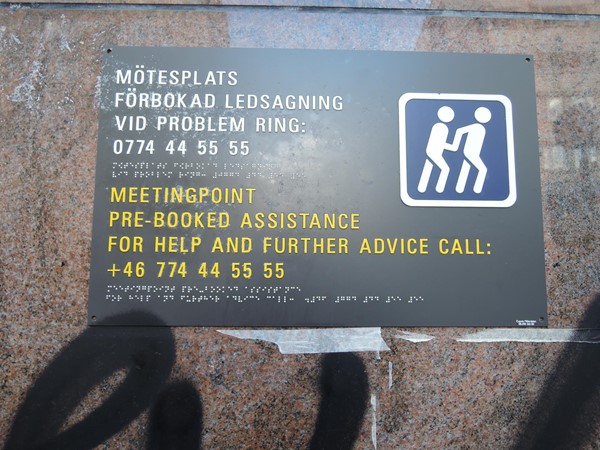 MÖTESPLATS
FÖRBOKAD LEDSAGNING
VID PROBLEM RING:
0774 44 55 55
MEETINGPOINT
PRE-BOOKED ASSISTANCE
FOR HELP AND FURTHER ADVICE CALL:
+46 774 44 55 55